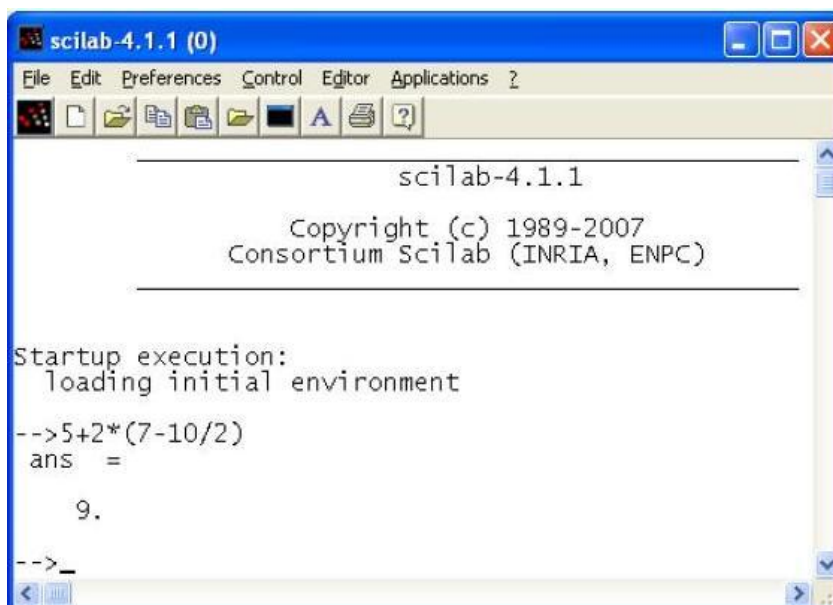 scilab-4.1.1 (0)
File Edit Preferences Control Editor Applications ?
A
scilab-4.1.1
Copyright (c) 1989-2007
Consortium Scilab (INRIA, ENPC)
Startup execution:
loading initial environment
-->5+2*(7-10/2)
ans =
9.
-->_